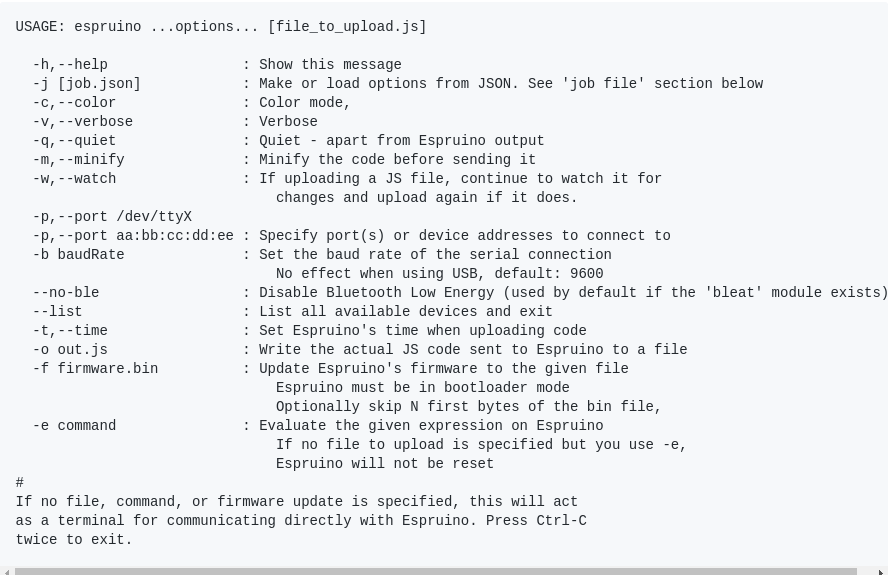 USAGE: espruino ...options... [file_to_upload.js]
-h,--help : Show this message
-j [job.json] : Make or load options from JSON. See 'job file' section below
-c,--color : Color mode,
-v,--verbose : Verbose
-q,--quiet : Quiet - apart from Espruino output
-m,--minify : Minify the code before sending it
-w,--watch : If uploading a JS file, continue to watch it for
changes and upload again if it does.
-p,--port /dev/ttyX
-p,--port aa:bb:cc:dd:ee : Specify port(s) or device addresses to connect to
-b baudRate : Set the baud rate of the serial connection
No effect when using USB, default: 9600
--no-ble : Disable Bluetooth Low Energy (used by default if the 'bleat' module exists)
--list : List all available devices and exit
-t,--time : Set Espruino's time when uploading code
-o out.js : Write the actual JS code sent to Espruino to a file
-f firmware.bin : Update Espruino's firmware to the given file
Espruino must be in bootloader mode
Optionally skip N first bytes of the bin file,
-e command : Evaluate the given expression on Espruino
If no file to upload is specified but you use -e,
Espruino will not be reset
#
If no file, command, or firmware update is specified, this will act
as a terminal for communicating directly with Espruino. Press Ctrl-C
twice to exit.